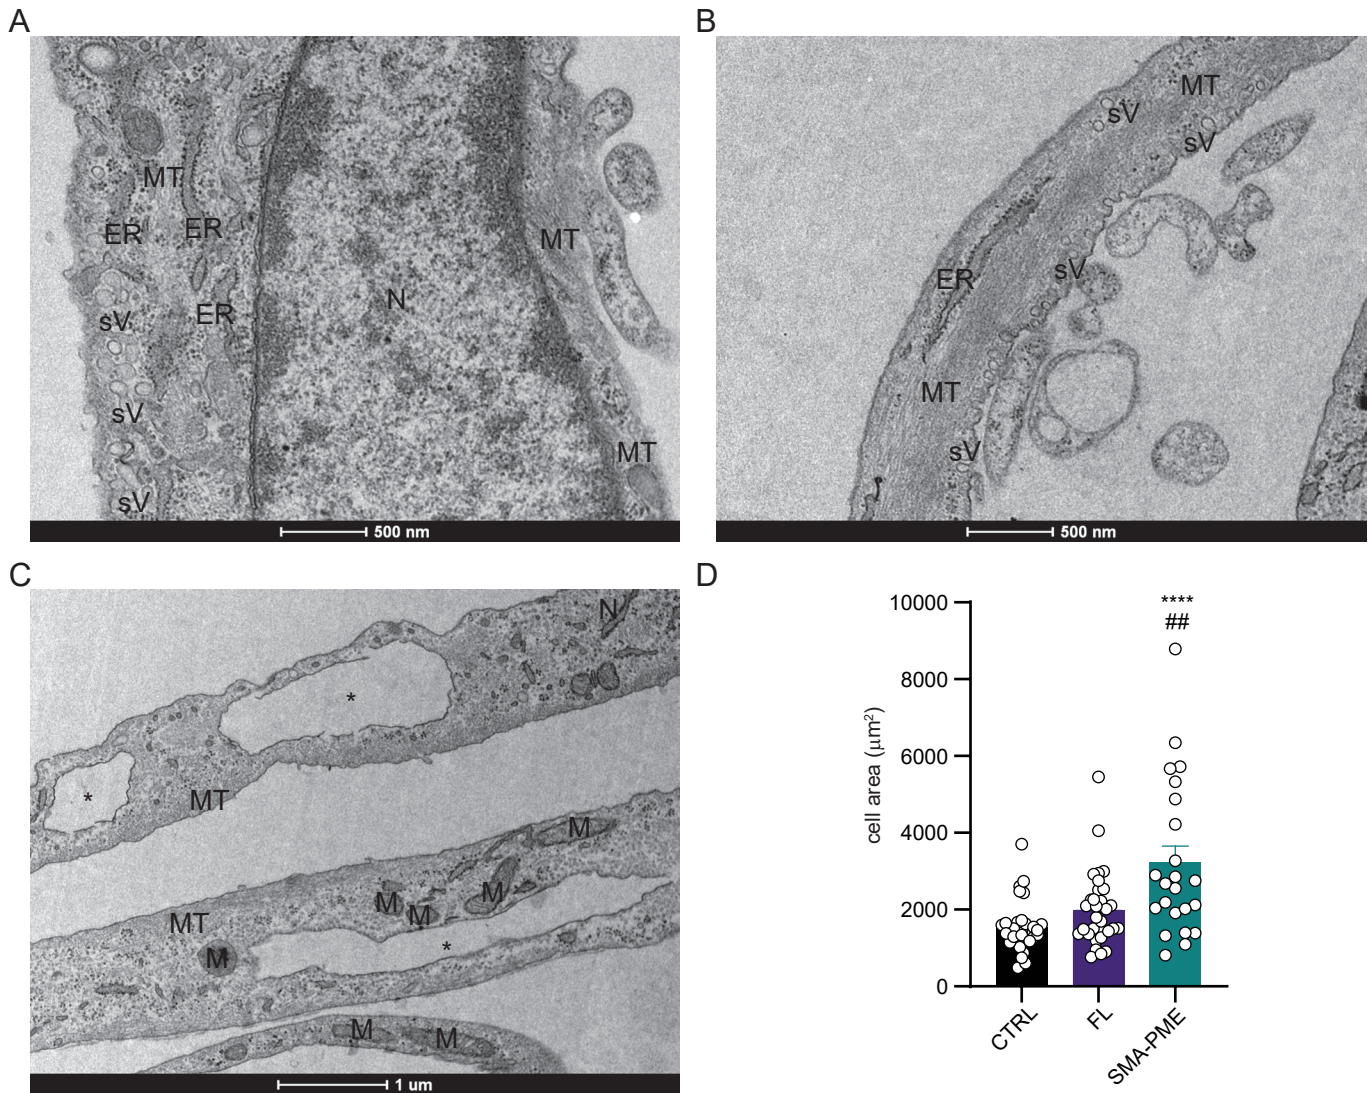 A
MT
ER
ER
MT
N
sV
ER
sV
MT
sV
500 nm
B
MT
sV
sV
sV
ER
MT
sV
500 nm
C
N
*
*
MT
M
M
M
M
MT
*
M
M
M
1 um
D
10000
8000
6000
4000
2000
0
cell area (μm²)
****
##
CTRL
FL
SMA-PME